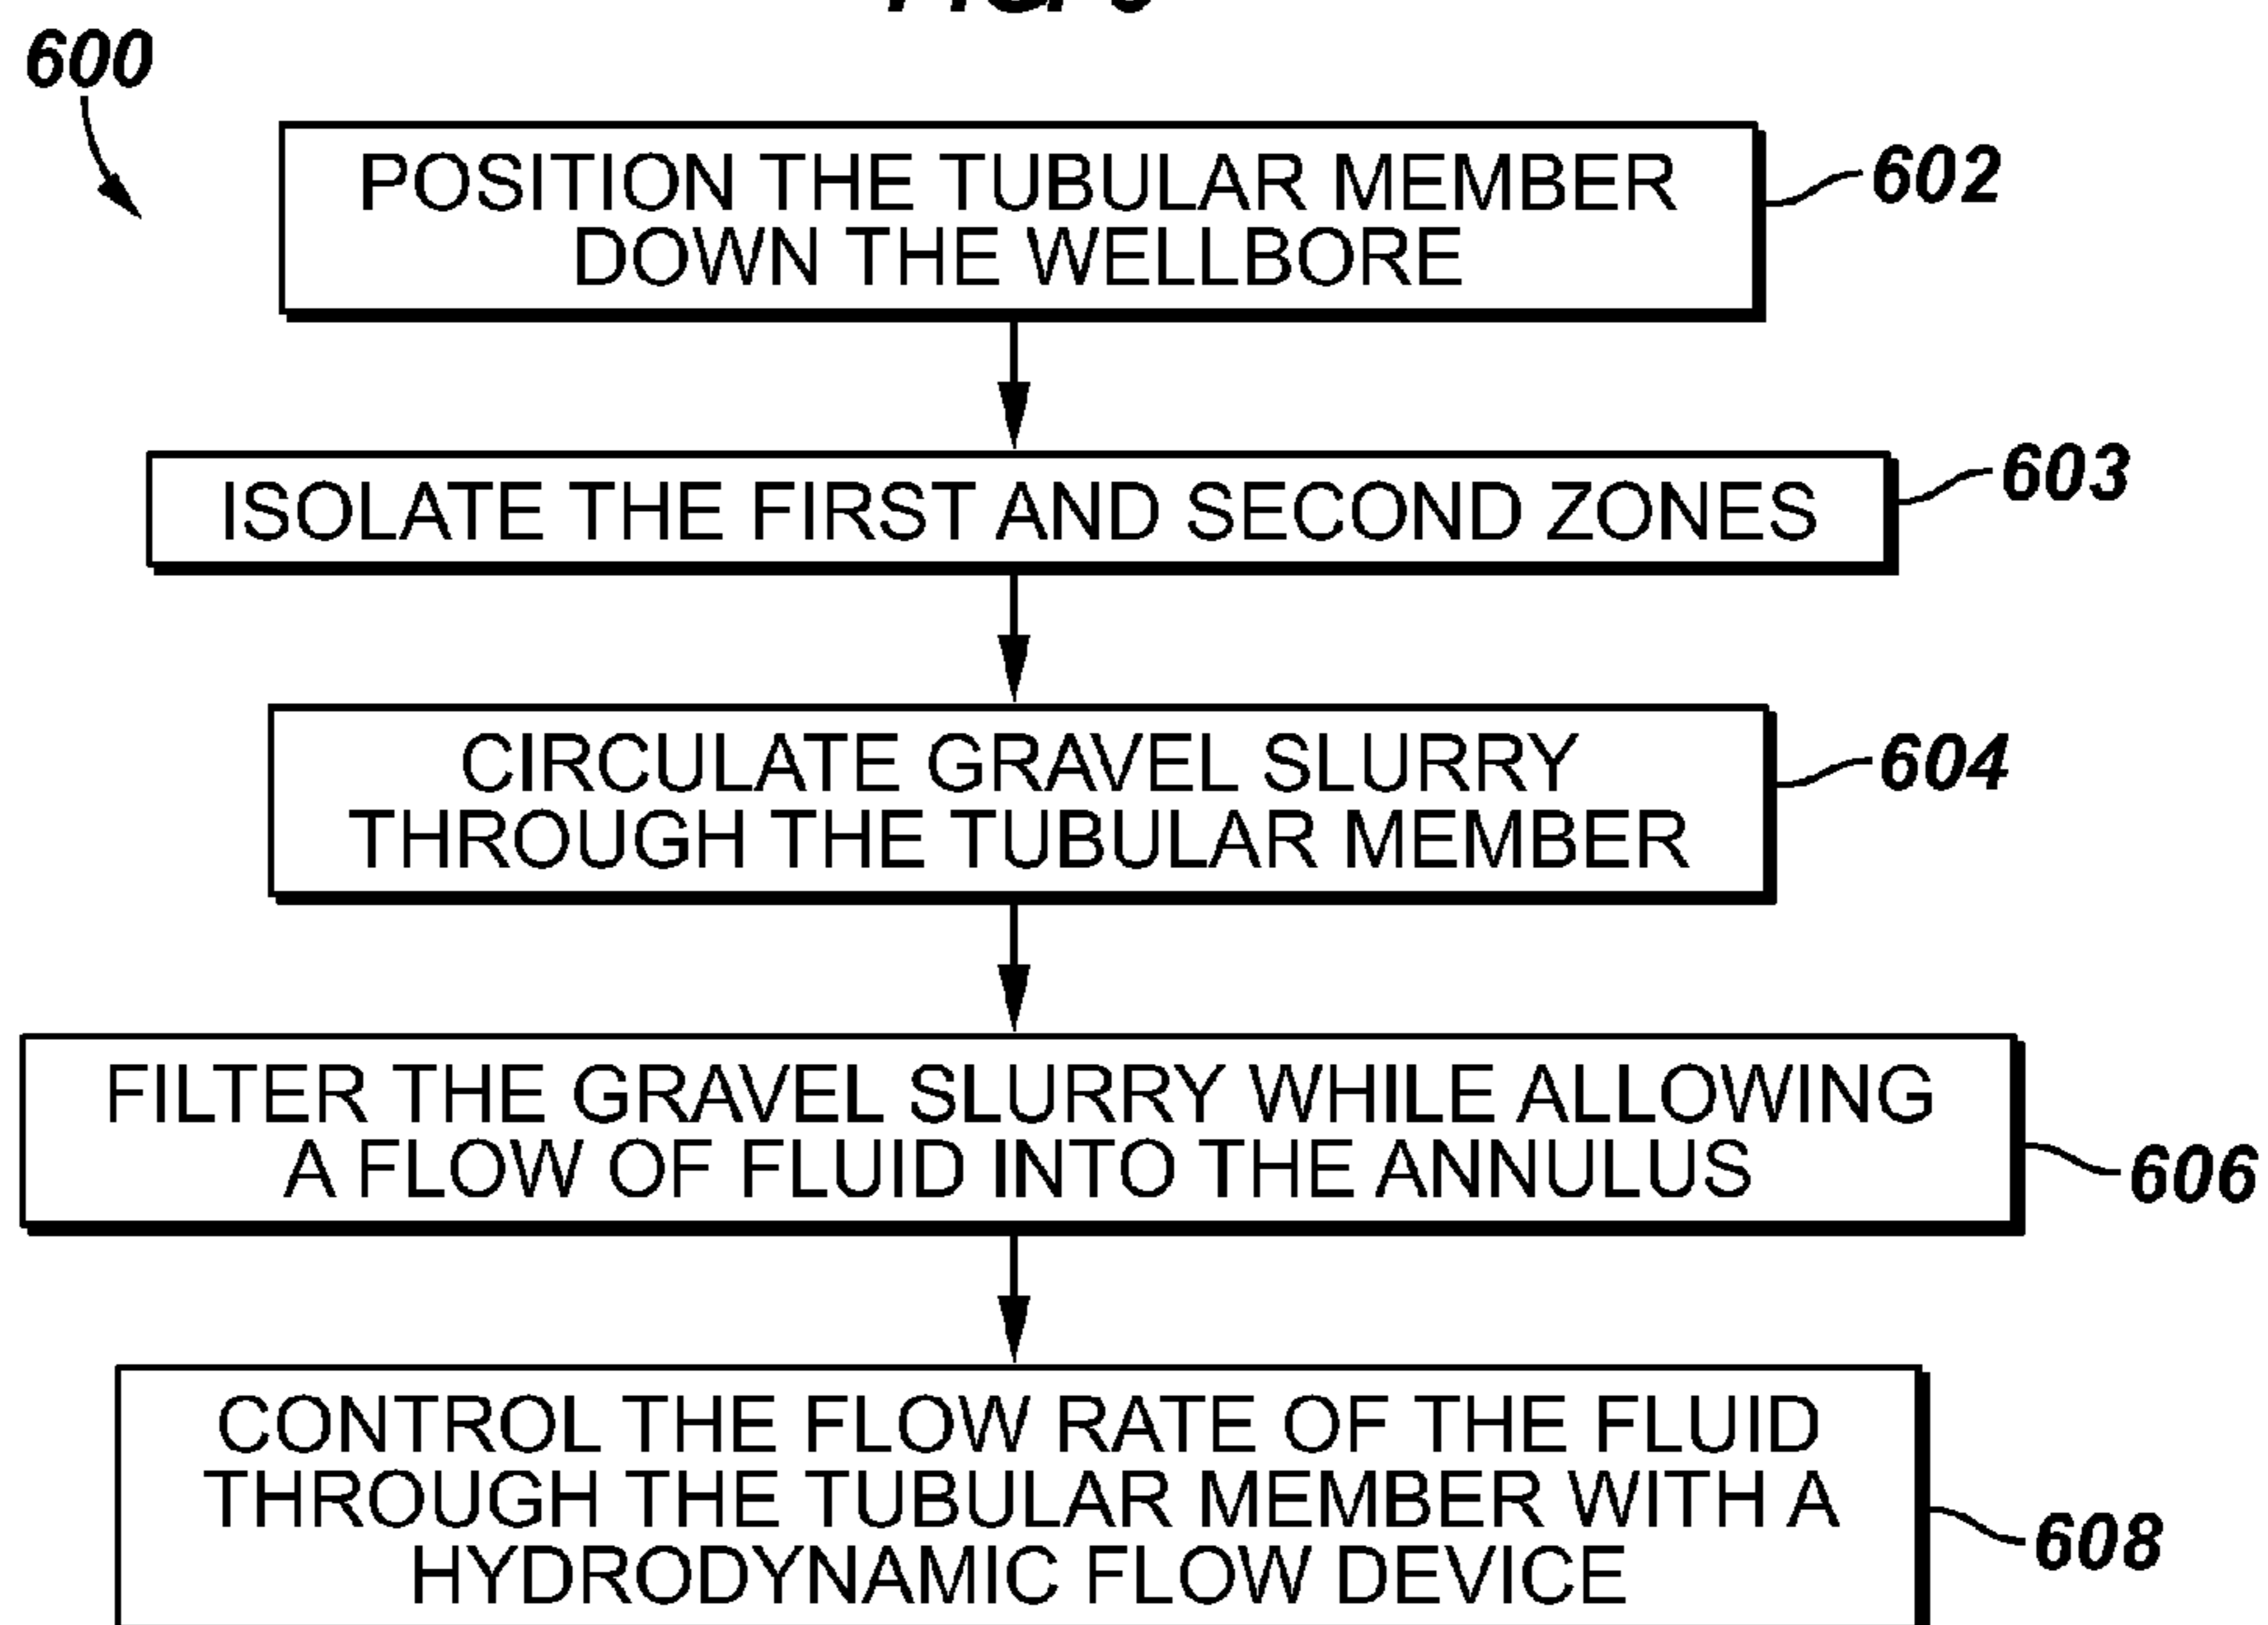 600
POSITION THE TUBULAR MEMBER
DOWN THE WELLBORE
602
ISOLATE THE FIRST AND SECOND ZONES
603
CIRCULATE GRAVEL SLURRY
THROUGH THE TUBULAR MEMBER
604
FILTER THE GRAVEL SLURRY WHILE ALLOWING
A FLOW OF FLUID INTO THE ANNULUS
606
CONTROL THE FLOW RATE OF THE FLUID
THROUGH THE TUBULAR MEMBER WITH A
HYDRODYNAMIC FLOW DEVICE
608